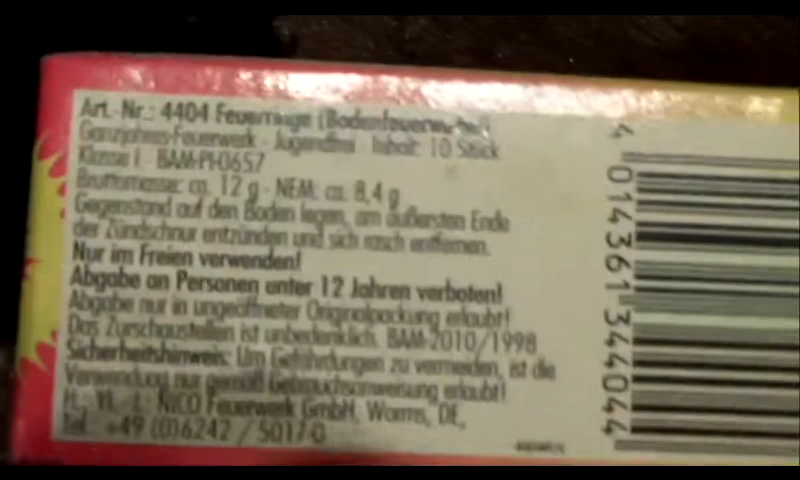 Art.-Nr.: 4404 Feuerringe (Bodenfeuerwirbel)
Ganzjahres-Feuerwerk - Jugendfrei Inhalt: 10 Stück
Klasse I BAM-PI-0657
Bruttomasse: ca. 12 g - NEM: ca. 8,4 g
Gegenstand auf den Boden legen, am äußersten Ende
der Zündschnur entzünden und sich rasch entfernen.
Nur im Freien verwenden!
Abgabe an Personen unter 12 Jahren verboten!
Abgabe nur in ungeöffneter Originalpackung erlaubt!
Das Zurschaustellen ist unbedenklich. BAM-2010/1998
Sicherheitshinweis: Um Gefährdungen zu vermeiden, ist die
Verwendung nur gemäß Gebrauchsanweisung erlaubt!
NICO Feuerwerk GmbH, Worms, DE,
Tel.: +49 (0)6242 / 5017-0
4 014361 344044